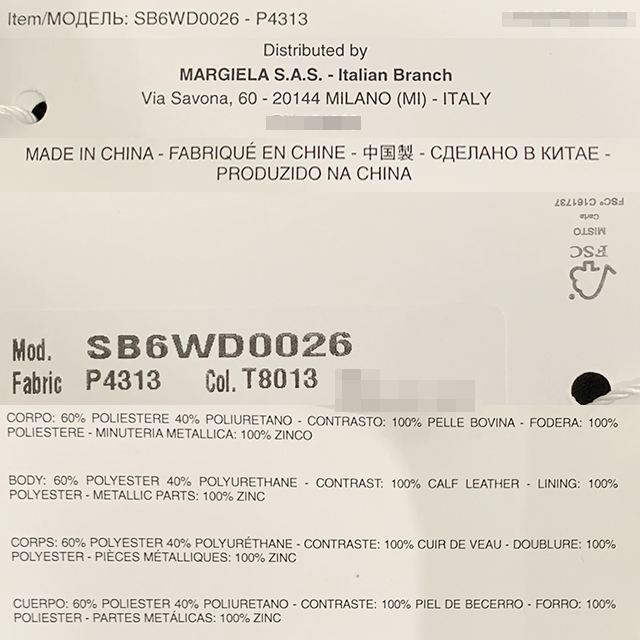 Item/МОДЕЛЬ: SB6WD0026 - P4313
Distributed by
MARGIELA S.A.S. - Italian Branch
Via Savona, 60 - 20144 MILANO (MI) - ITALY
MADE IN CHINA - FABRIQUÉ EN CHINE - 中国製 - СДЕЛАНО В КИТАЕ -
PRODUZIDO NA CHINA
FSC® C161737
Carta
MISTO
FSC
Mod. SB6WD0026
Fabric P4313 Col. T8013
CORPO: 60% POLIESTERE 40% POLIURETANO - CONTRASTO: 100% PELLE BOVINA - FODERA: 100%
POLIESTERE - MINUTERIA METALLICA: 100% ZINCO
BODY: 60% POLYESTER 40% POLYURETHANE - CONTRAST: 100% CALF LEATHER - LINING: 100%
POLYESTER - METALLIC PARTS: 100% ZINC
CORPS: 60% POLYESTER 40% POLYURÉTHANE - CONTRASTE: 100% CUIR DE VEAU - DOUBLURE: 100%
POLYESTER - PIÈCES MÉTALLIQUES: 100% ZINC
CUERPO: 60% POLIESTER 40% POLIURETANO - CONTRASTE: 100% PIEL DE BECERRO - FORRO: 100%
POLIESTER - PARTES METÁLICAS: 100% ZINC